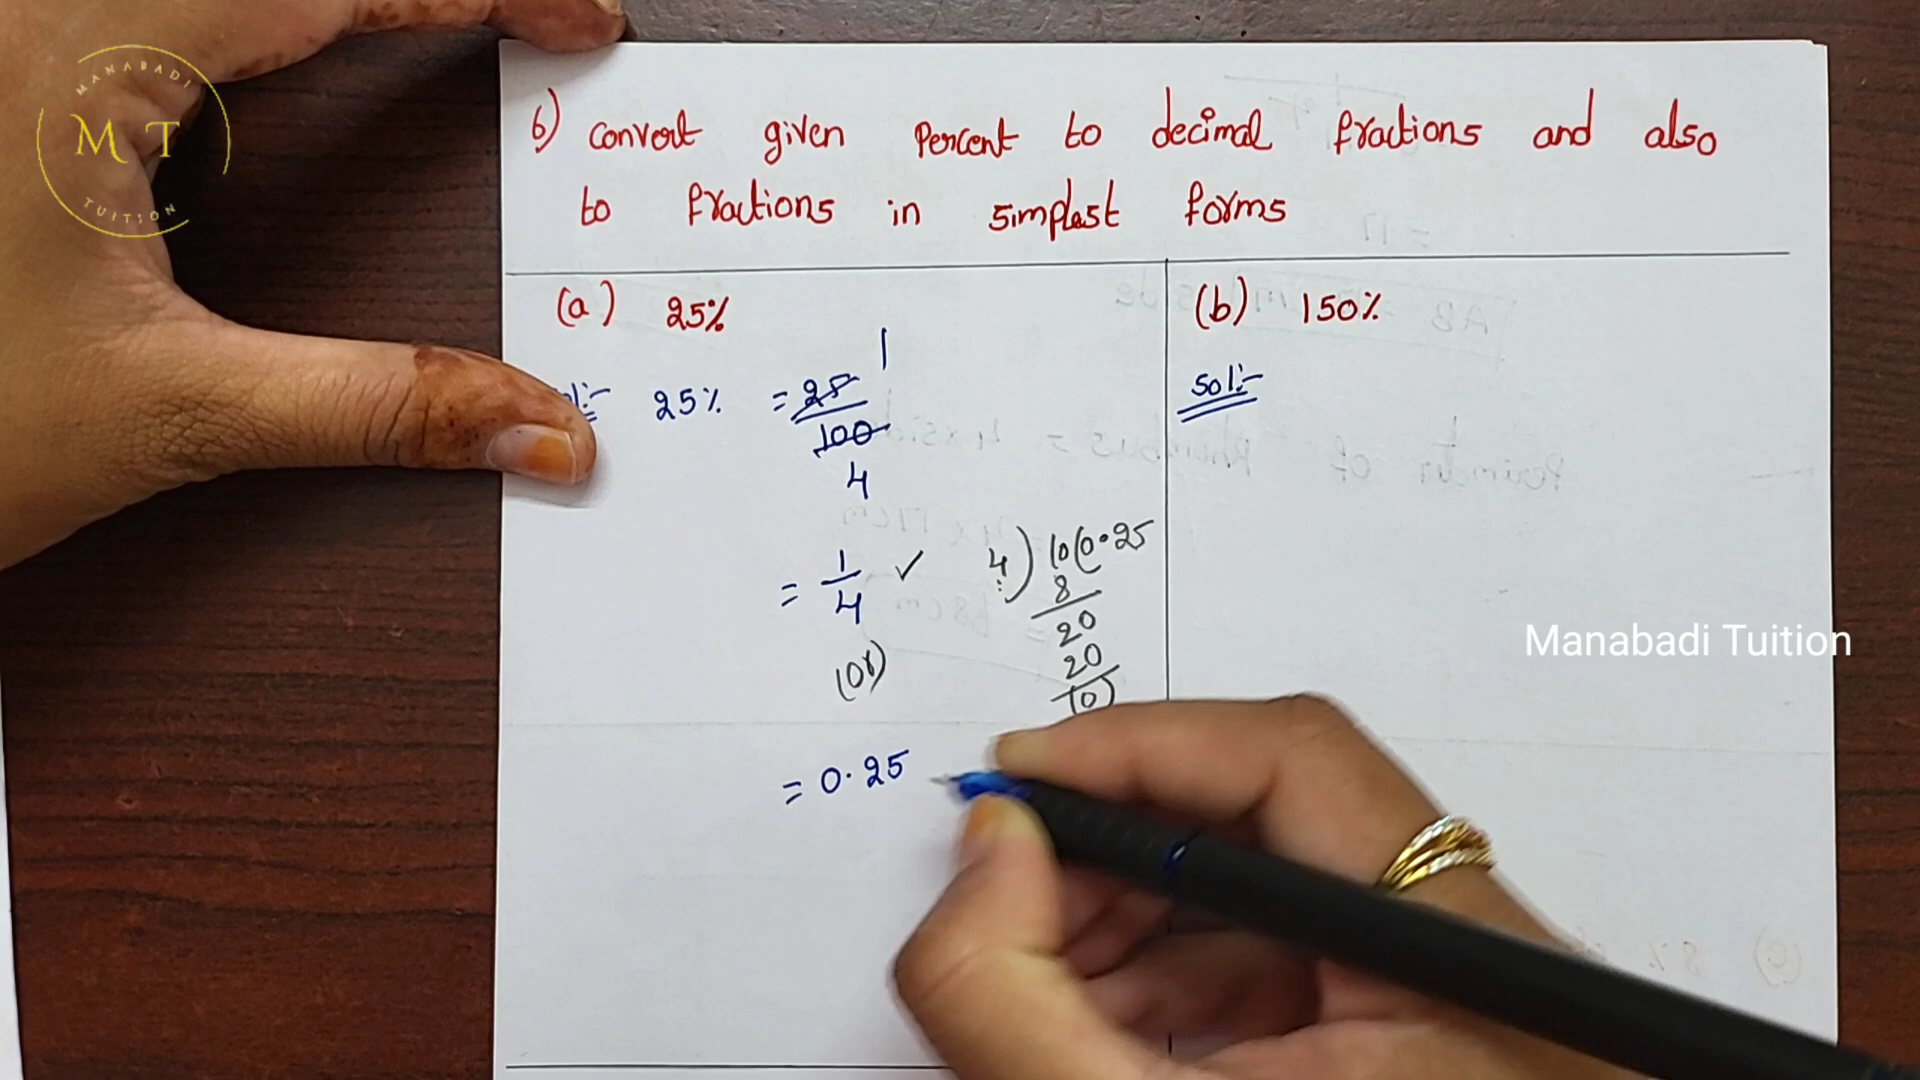 MANABADI
M T
TUITION
6) convert given Percent to decimal fractions and also
to fractions in simplest forms
(a) 25%
25% = 25/100
1
4
= 1/4 ✓
(or)
= 0.25
4) 10(0.25
8
20
20
(0)
(b) 150%
Sol:-
Manabadi Tuition